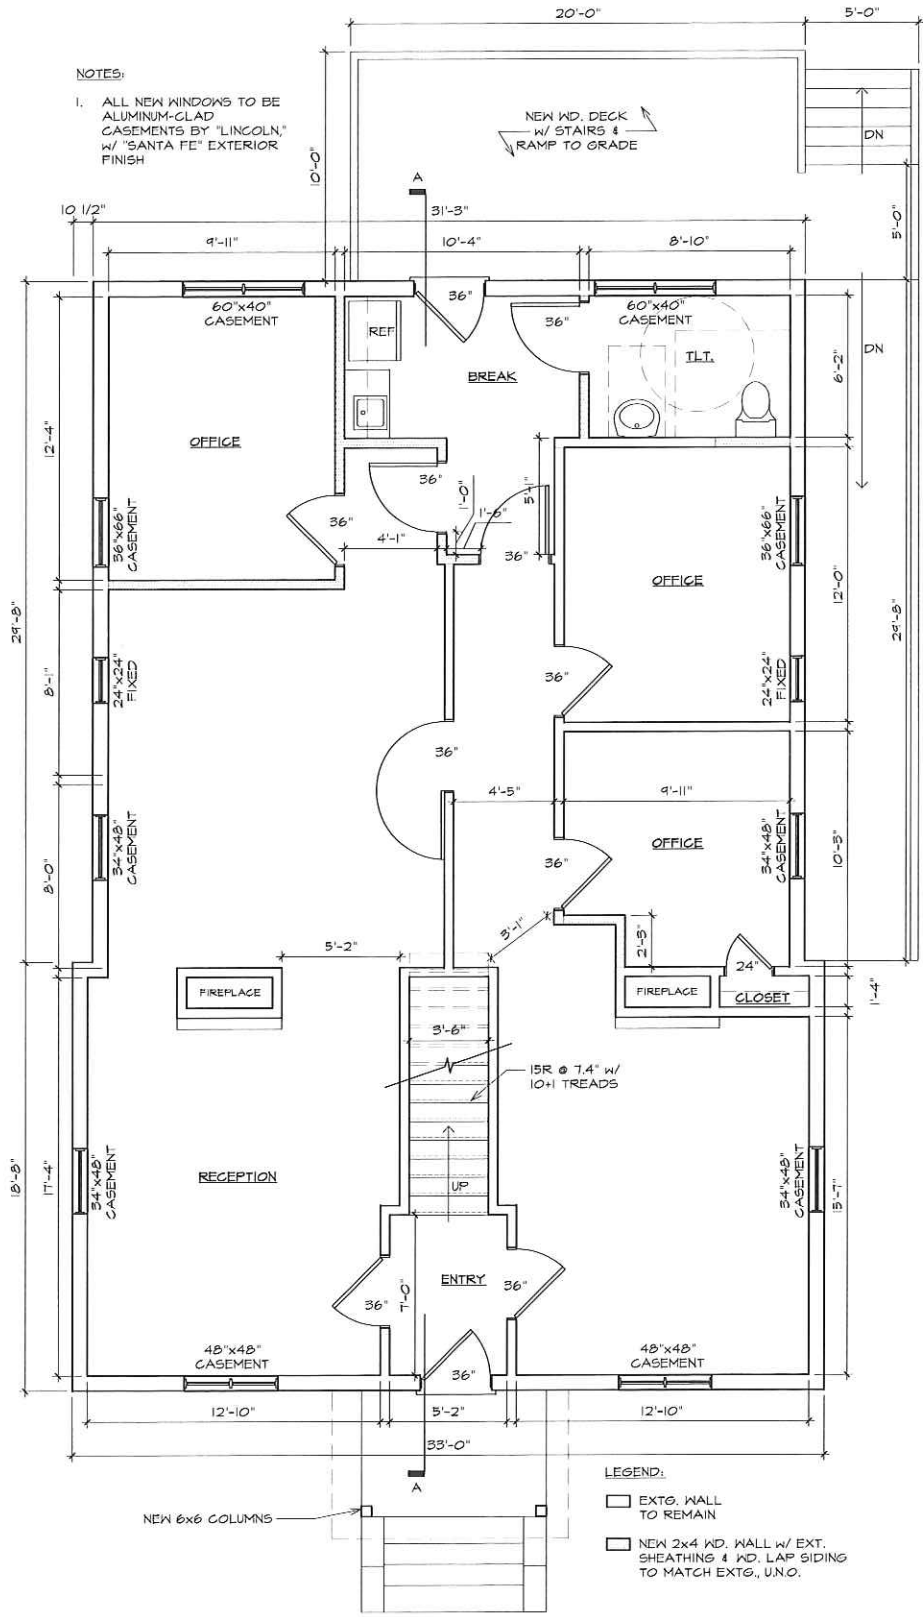 20'-0"
5'-0"
NOTES:
1. ALL NEW WINDOWS TO BE
ALUMINUM-CLAD
CASEMENTS BY "LINCOLN,"
W/ "SANTA FE" EXTERIOR
FINISH
NEW WD. DECK
W/ STAIRS &
RAMP TO GRADE
DN
10'-0"
A
10 1/2"
31'-3"
5'-0"
9'-11"
10'-4"
8'-10"
60"x40"
CASEMENT
36"
36"
60"x40"
CASEMENT
REF
TLT.
DN
BREAK
6'-2"
12'-4"
OFFICE
36"
1'-0"
5'-1"
36"x66"
CASEMENT
36"
4'-1"
36"
36"x66"
CASEMENT
OFFICE
12'-0"
29'-8"
29'-8"
8'-1"
24"x24"
FIXED
36"
24"x24"
FIXED
36"
4'-5"
9'-11"
8'-0"
34"x48"
CASEMENT
36"
OFFICE
34"x48"
CASEMENT
5'-2"
3'-1"
24"
FIREPLACE
FIREPLACE
CLOSET
1'-4"
3'-6"
15R @ 7.4" W/
10+1 TREADS
18'-8"
17'-4"
34"x48"
CASEMENT
RECEPTION
UP
34"x48"
CASEMENT
7'-0"
ENTRY
36"
36"
48"x48"
CASEMENT
36"
48"x48"
CASEMENT
12'-10"
5'-2"
12'-10"
33'-0"
A
LEGEND:
EXTG. WALL
TO REMAIN
NEW 6x6 COLUMNS
NEW 2x4 WD. WALL W/ EXT.
SHEATHING & WD. LAP SIDING
TO MATCH EXTG., U.N.O.